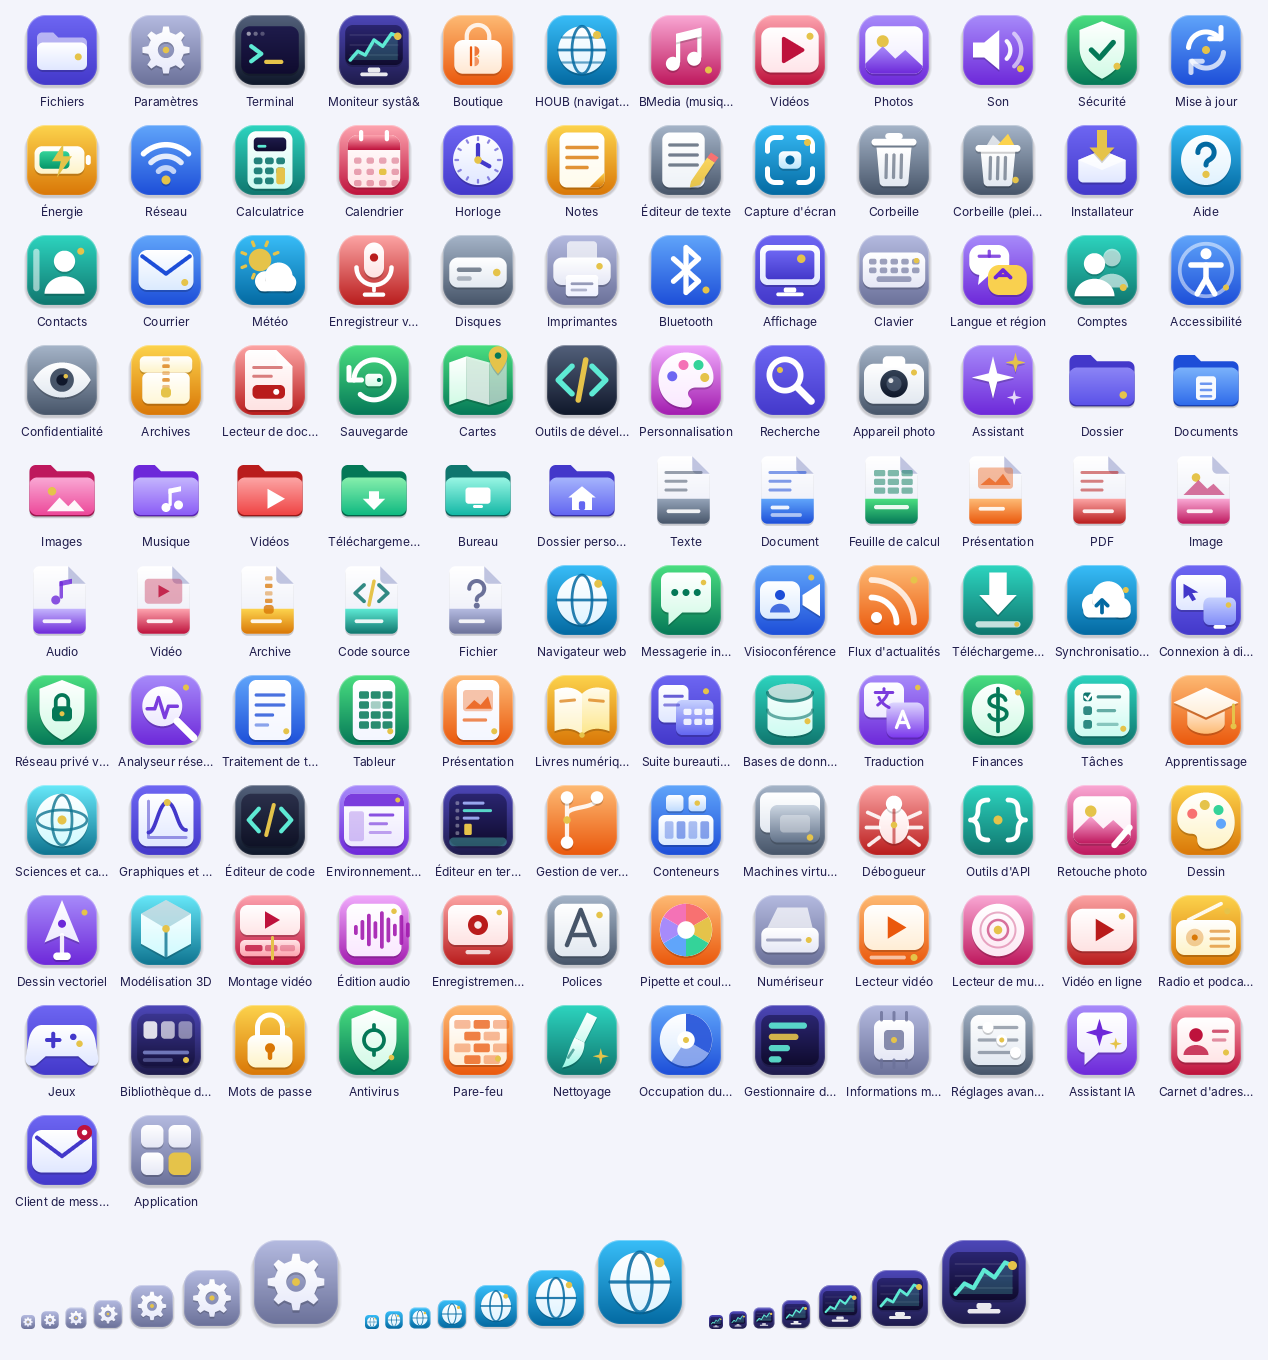 Fichiers Paramètres Terminal Moniteur systâ& Boutique HOUB (navigat... BMedia (musiq... Vidéos Photos Son Sécurité Mise à jour
Énergie Réseau Calculatrice Calendrier Horloge Notes Éditeur de texte Capture d'écran Corbeille Corbeille (plei... Installateur Aide
Contacts Courrier Météo Enregistreur v... Disques Imprimantes Bluetooth Affichage Clavier Langue et région Comptes Accessibilité
Confidentialité Archives Lecteur de doc... Sauvegarde Cartes Outils de dével... Personnalisation Recherche Appareil photo Assistant Dossier Documents
Images Musique Vidéos Téléchargeme... Bureau Dossier perso... Texte Document Feuille de calcul Présentation PDF Image
Audio Vidéo Archive Code source Fichier Navigateur web Messagerie in... Visioconférence Flux d'actualités Téléchargeme... Synchronisatio... Connexion à di...
文 A
Réseau privé v... Analyseur rése... Traitement de t... Tableur Présentation Livres numériq... Suite bureauti... Bases de donn... Traduction Finances Tâches Apprentissage
Sciences et ca... Graphiques et ... Éditeur de code Environnement... Éditeur en ter... Gestion de ver... Conteneurs Machines virtu... Débogueur Outils d'API Retouche photo Dessin
A
Dessin vectoriel Modélisation 3D Montage vidéo Édition audio Enregistremen... Polices Pipette et coul... Numériseur Lecteur vidéo Lecteur de mu... Vidéo en ligne Radio et podca...
Jeux Bibliothèque d... Mots de passe Antivirus Pare-feu Nettoyage Occupation du... Gestionnaire d... Informations m... Réglages avan... Assistant IA Carnet d'adres...
Client de mess... Application